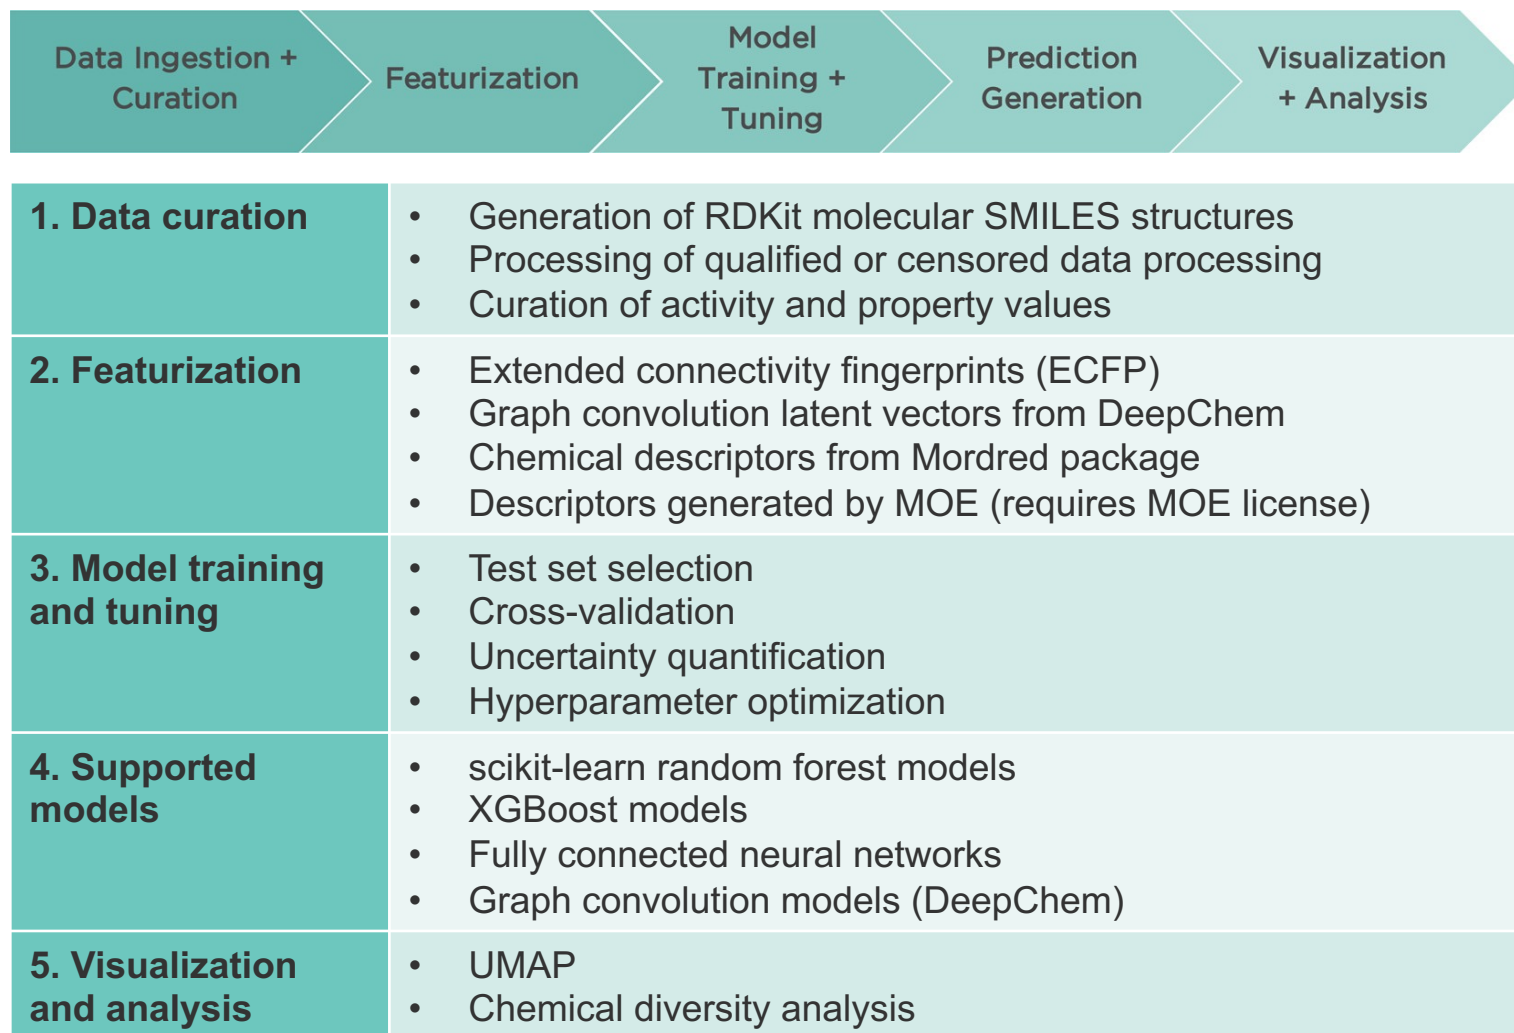 Data Ingestion +
Curation
Featurization
Model
Training +
Tuning
Prediction
Generation
Visualization
+ Analysis
1. Data curation
• Generation of RDKit molecular SMILES structures
• Processing of qualified or censored data processing
• Curation of activity and property values
2. Featurization
• Extended connectivity fingerprints (ECFP)
• Graph convolution latent vectors from DeepChem
• Chemical descriptors from Mordred package
• Descriptors generated by MOE (requires MOE license)
3. Model training
and tuning
• Test set selection
• Cross-validation
• Uncertainty quantification
• Hyperparameter optimization
4. Supported
models
• scikit-learn random forest models
• XGBoost models
• Fully connected neural networks
• Graph convolution models (DeepChem)
5. Visualization
and analysis
• UMAP
• Chemical diversity analysis